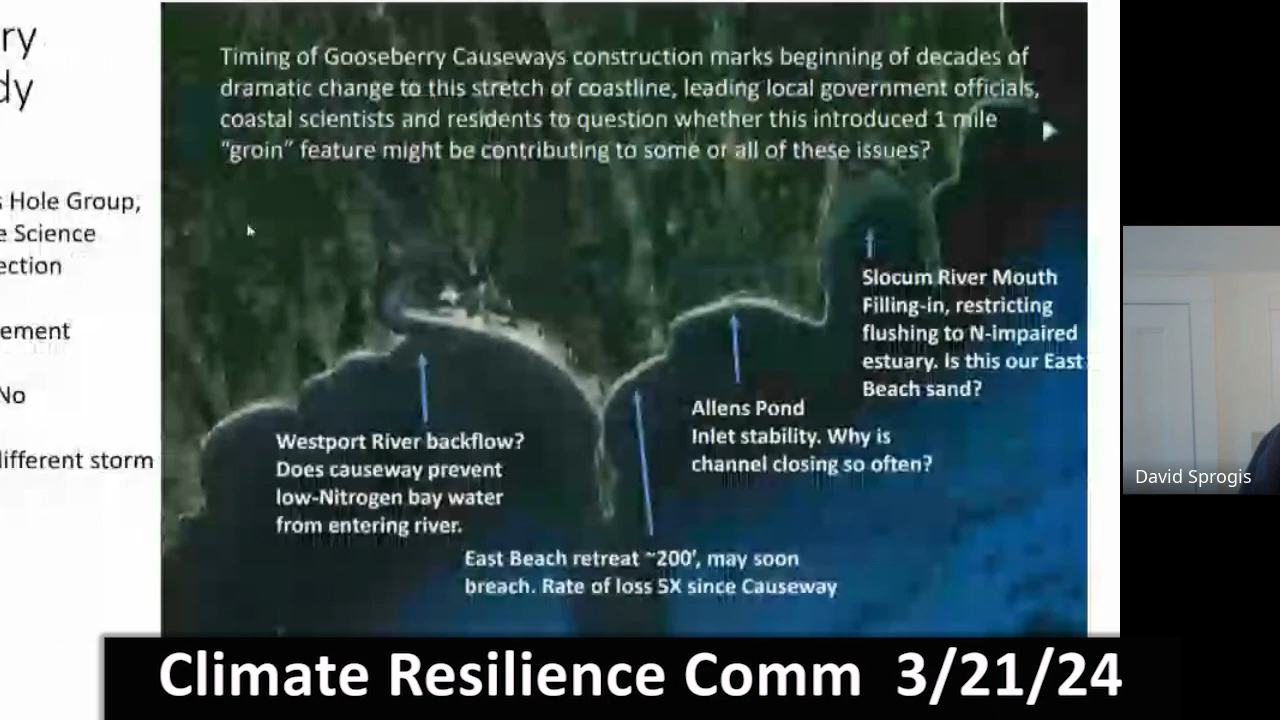 ry
dy
s Hole Group,
e Science
ection
ement
No
different storm
Timing of Gooseberry Causeways construction marks beginning of decades of
dramatic change to this stretch of coastline, leading local government officials,
coastal scientists and residents to question whether this introduced 1 mile
“groin” feature might be contributing to some or all of these issues?
Slocum River Mouth
Filling-in, restricting
flushing to N-impaired
estuary. Is this our East
Beach sand?
Allens Pond
Inlet stability. Why is
channel closing so often?
Westport River backflow?
Does causeway prevent
low-Nitrogen bay water
from entering river.
East Beach retreat ~200’, may soon
breach. Rate of loss 5X since Causeway
David Sprogis
Climate Resilience Comm 3/21/24